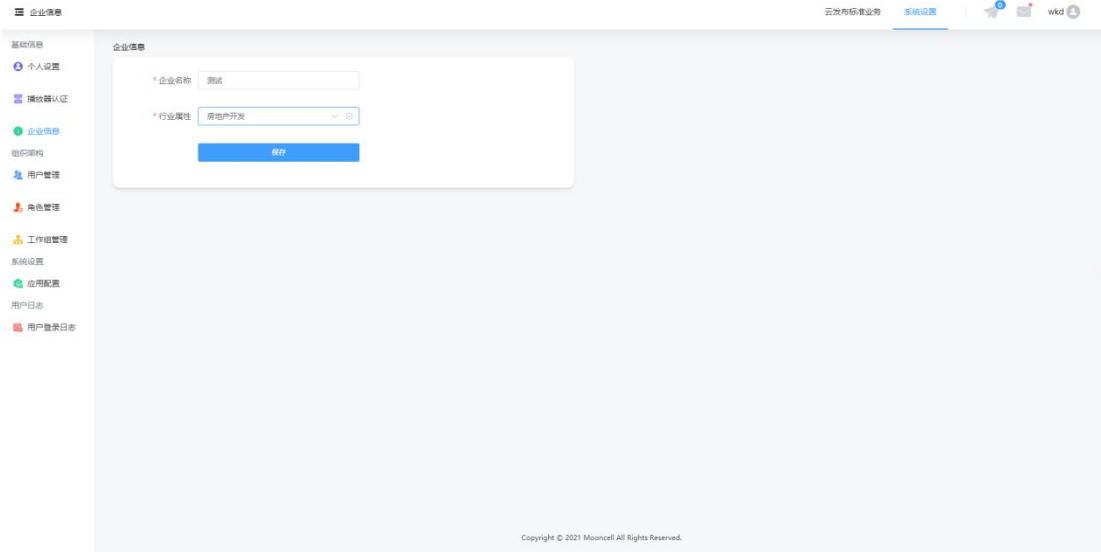 企业信息
云发布标准业务
系统设置
0
wkd
基础信息
个人设置
播放器认证
企业信息
组织架构
用户管理
角色管理
工作组管理
系统设置
应用配置
用户日志
用户登录日志
企业信息
* 企业名称 测试
* 行业属性 房地产开发
保存
Copyright © 2021 Mooncell All Rights Reserved.